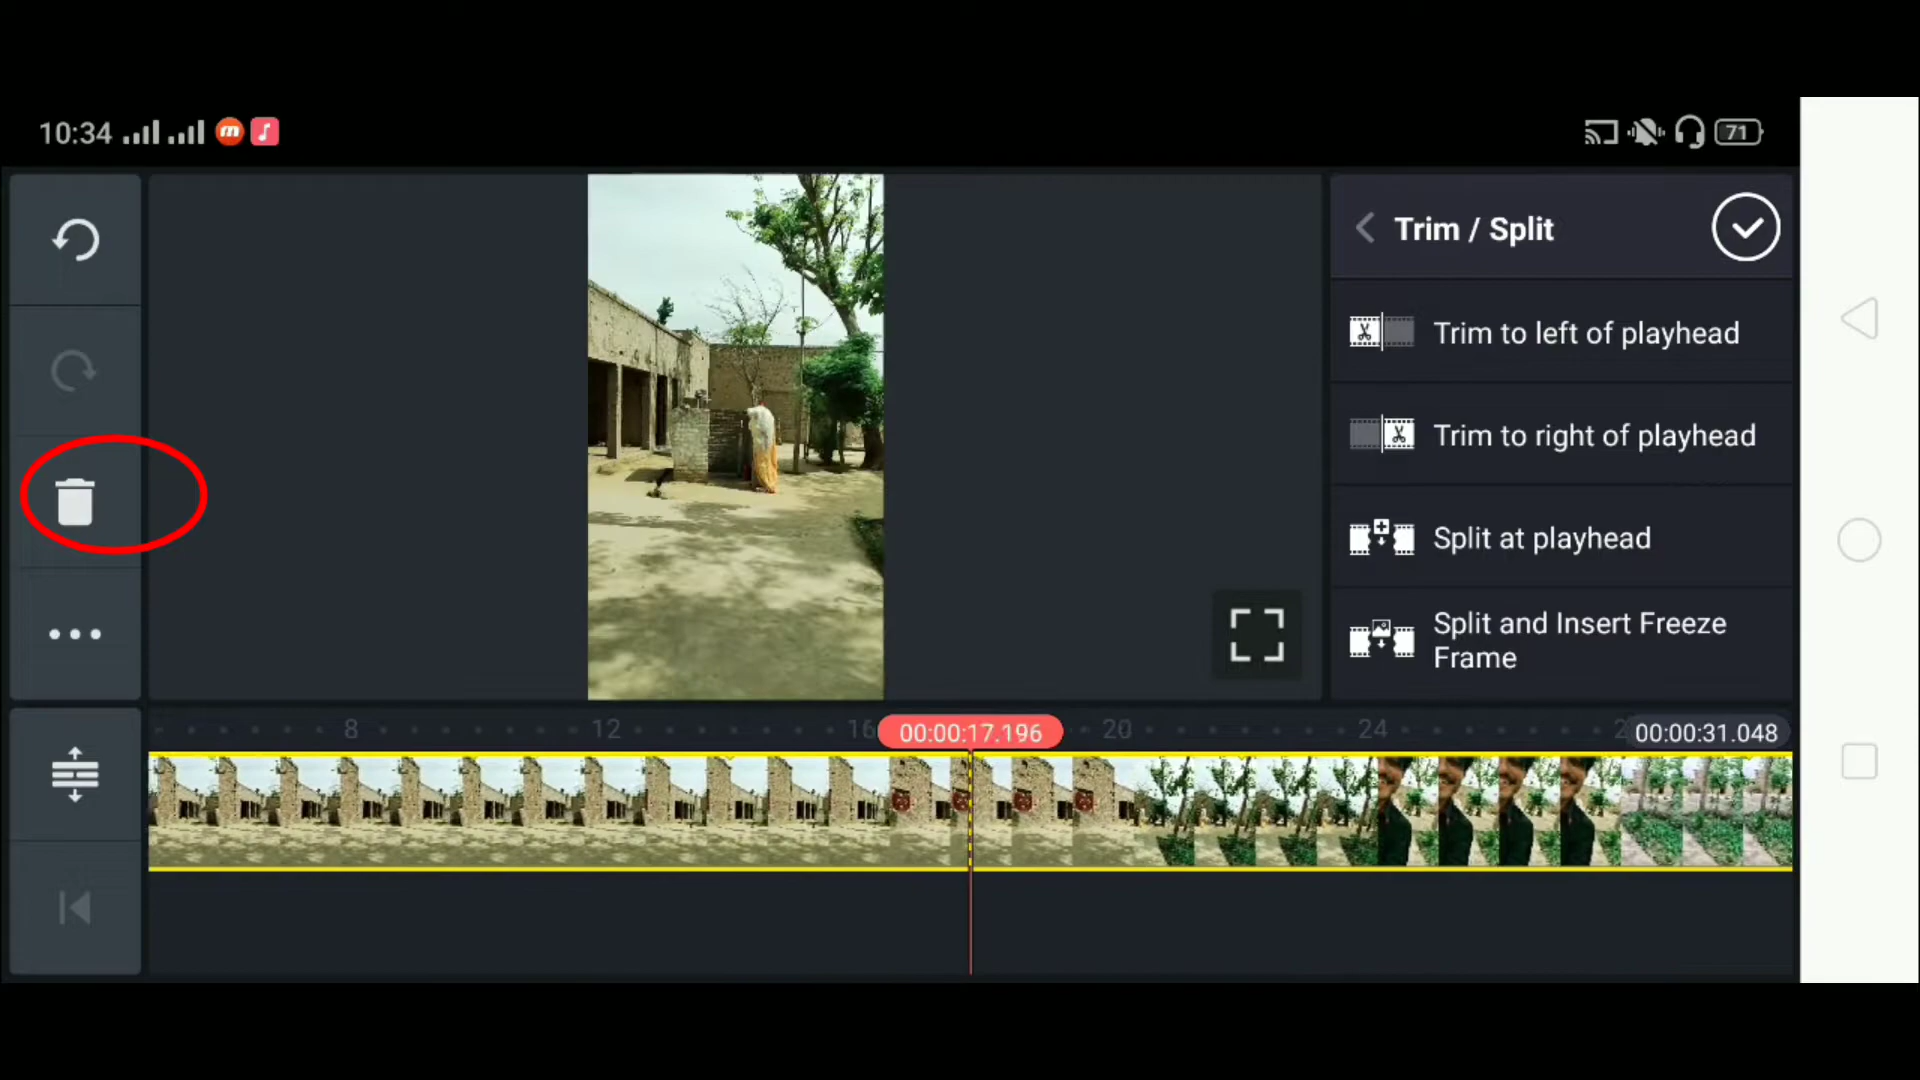 10:34
71
Trim / Split
Trim to left of playhead
Trim to right of playhead
Split at playhead
Split and Insert Freeze
Frame
8
12
16
00:00:17.196
20
24
00:00:31.048